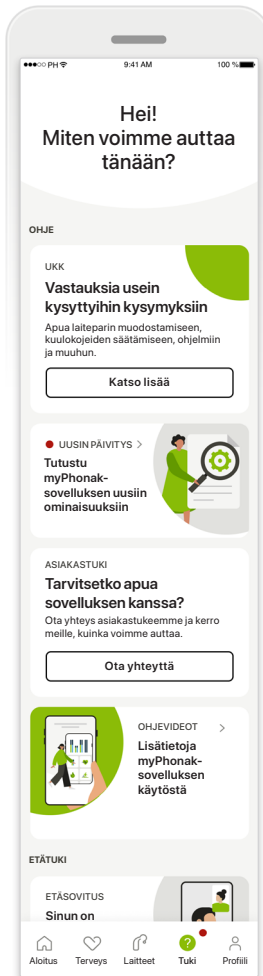 PH
9:41 AM
100 %
Hei!
Miten voimme auttaa
tänään?
OHJE
UKK
Vastauksia usein
kysyttyihin kysymyksiin
Apua laiteparin muodostamiseen,
kuulokojeiden säätämiseen, ohjelmiin
ja muuhun.
Katso lisää
UUSIN PÄIVITYS
Tutustu
myPhonak-
sovelluksen uusiin
ominaisuuksiin
ASIAKASTUKI
Tarvitsetko apua
sovelluksen kanssa?
Ota yhteys asiakastukeemme ja kerro
meille, kuinka voimme auttaa.
Ota yhteyttä
OHJEVIDEOT
Lisätietoja
myPhonak-
sovelluksen
käytöstä
ETÄTUKI
ETÄSOVITUS
Sinun on
?
Aloitus
Terveys
Laitteet
Tuki
Profiili